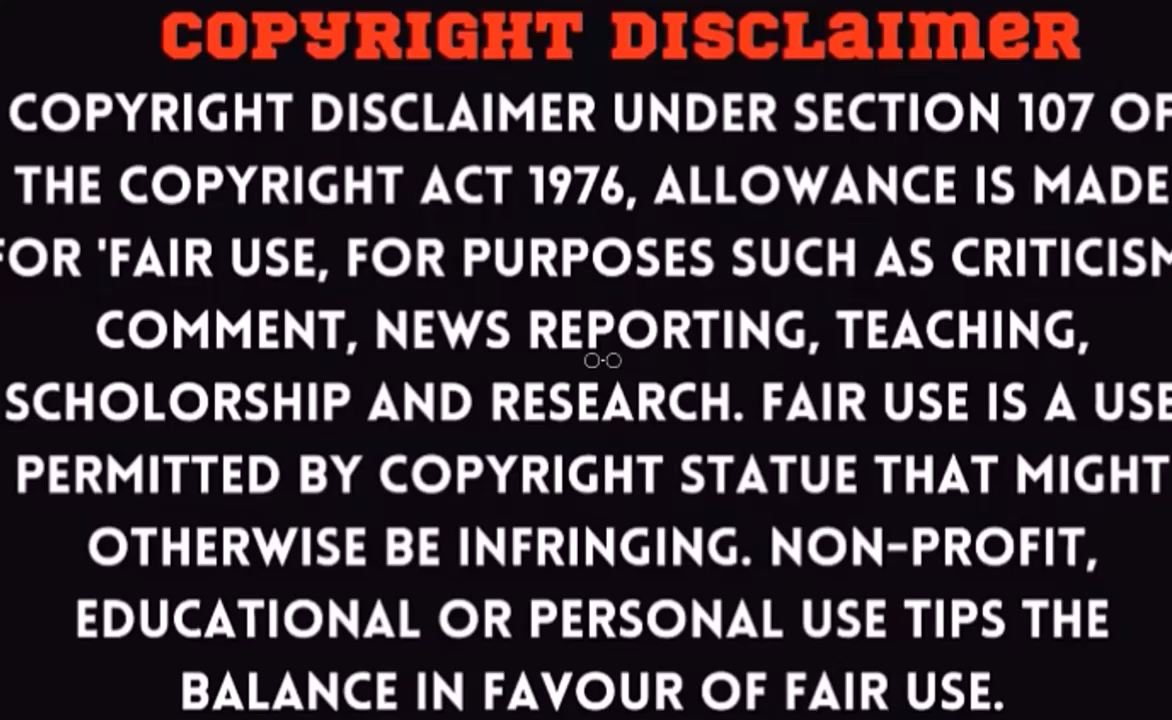 COPYRIGHT DISCLaImeR
COPYRIGHT DISCLAIMER UNDER SECTION 107 OF
THE COPYRIGHT ACT 1976, ALLOWANCE IS MADE
FOR 'FAIR USE, FOR PURPOSES SUCH AS CRITICISM
COMMENT, NEWS REPORTING, TEACHING,
SCHOLORSHIP AND RESEARCH. FAIR USE IS A USE
PERMITTED BY COPYRIGHT STATUE THAT MIGHT
OTHERWISE BE INFRINGING. NON-PROFIT,
EDUCATIONAL OR PERSONAL USE TIPS THE
BALANCE IN FAVOUR OF FAIR USE.